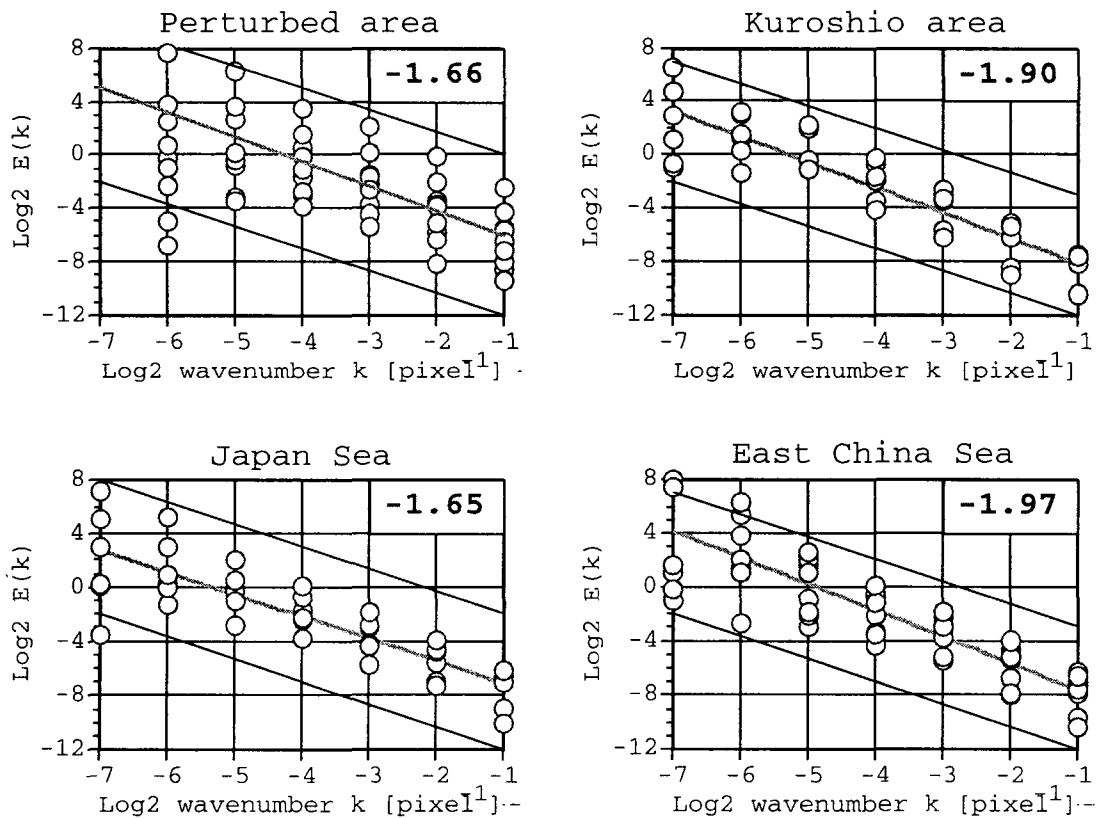 Perturbed area
-1.66
8
4
0
-4
-8
-12
Log2 E(k)
-7 -6 -5 -4 -3 -2 -1
Log2 wavenumber k [pixel-1]
Kuroshio area
-1.90
8
4
0
-4
-8
-12
Log2 E(k)
-7 -6 -5 -4 -3 -2 -1
Log2 wavenumber k [pixel-1]
Japan Sea
-1.65
8
4
0
-4
-8
-12
Log2 E(k)
-7 -6 -5 -4 -3 -2 -1
Log2 wavenumber k [pixel-1]
East China Sea
-1.97
8
4
0
-4
-8
-12
Log2 E(k)
-7 -6 -5 -4 -3 -2 -1
Log2 wavenumber k [pixel-1]